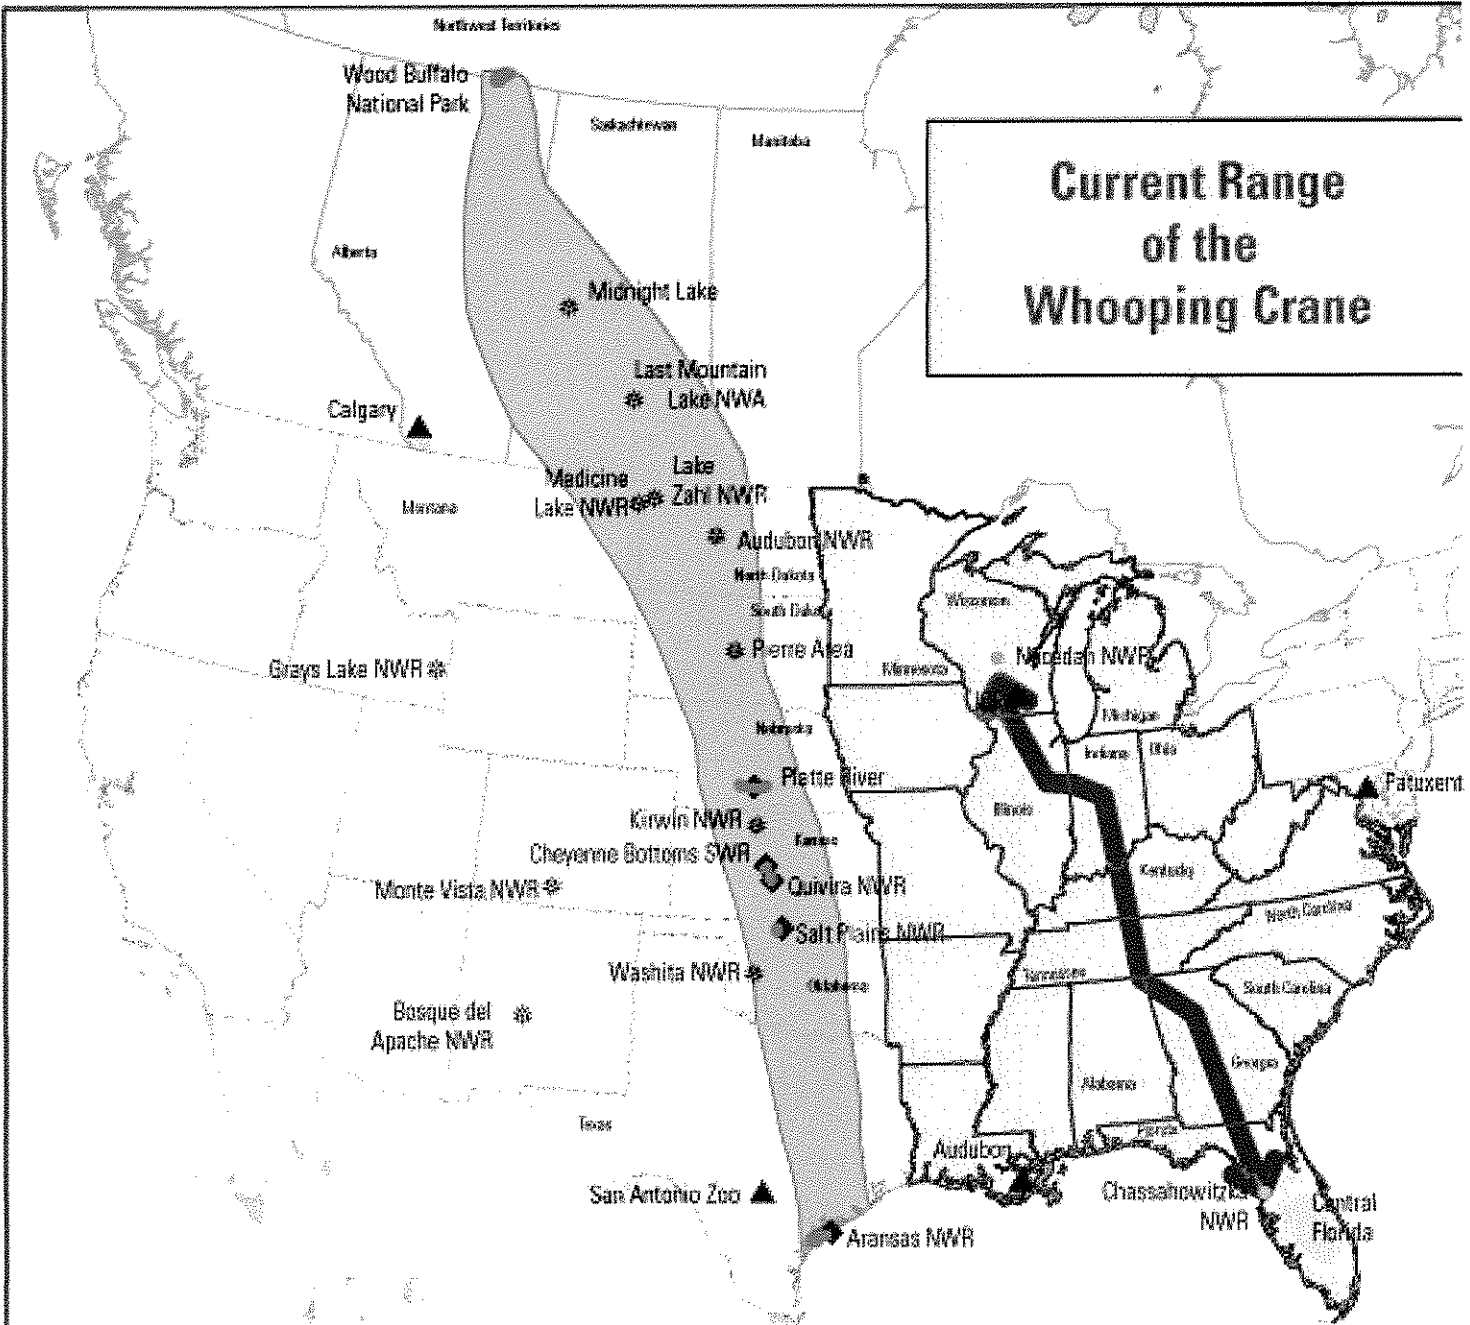 Northwest Territories
Wood Buffalo
National Park
Saskatchewan
Manitoba
Current Range
of the
Whooping Crane
Alberta
Midnight Lake
Last Mountain
Lake NWA
Calgary
Lake
Zahl NWR
Medicine
Lake NWR
Montana
Audubon NWR
North Dakota
South Dakota
Wisconsin
Pierre Area
Necedah NWR
Grays Lake NWR
Minnesota
Michigan
Nebraska
Indiana
Ohio
Platte River
Patuxent
Illinois
Kirwin NWR
Kansas
Cheyenne Bottoms SWR
Kentucky
Monte Vista NWR
Quivira NWR
North Carolina
Salt Plains NWR
Washita NWR
Tennessee
Oklahoma
South Carolina
Bosque del
Apache NWR
Georgia
Alabama
Texas
Florida
Audubon
San Antonio Zoo
Chassahowitzka
NWR
Central
Florida
Aransas NWR